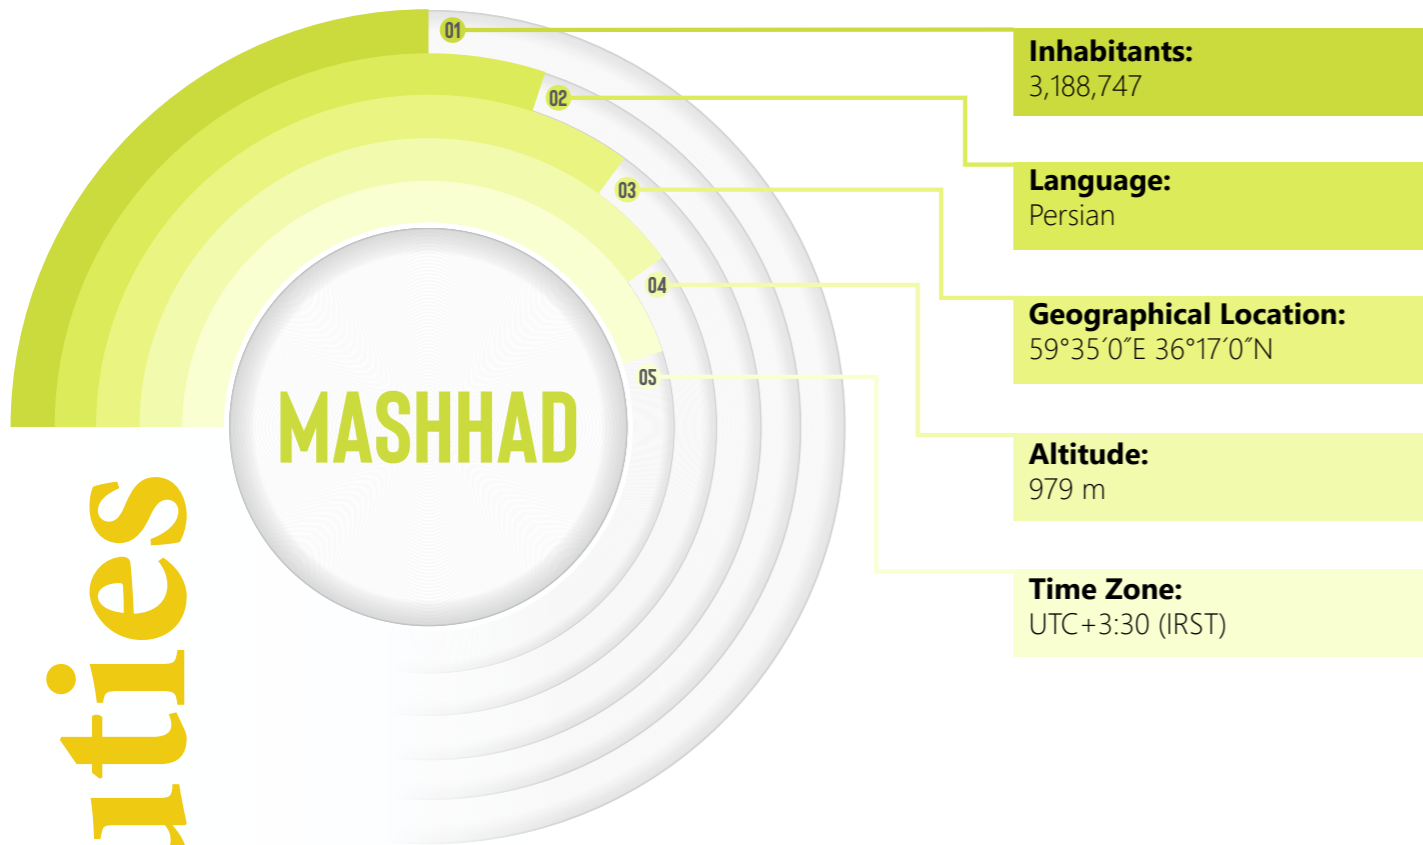 01
Inhabitants:
3,188,747
02
Language:
Persian
03
Geographical Location:
59°35′0″E 36°17′0″N
04
Altitude:
979 m
05
Time Zone:
UTC+3:30 (IRST)
MASHHAD
uties